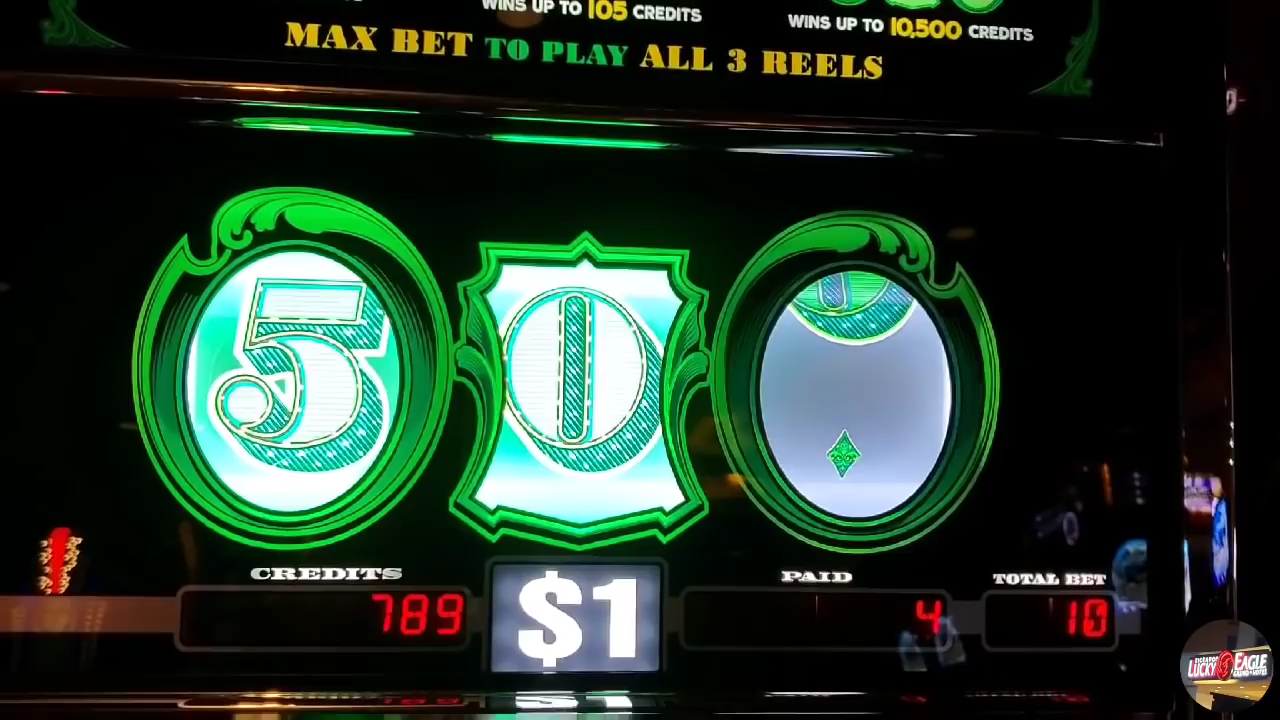 WINS UP TO 105 CREDITS
WINS UP TO 10,500 CREDITS
MAX BET TO PLAY ALL 3 REELS
5 0
CREDITS
PAID
TOTAL BET
789
$1
4
10
LUCKY EAGLE